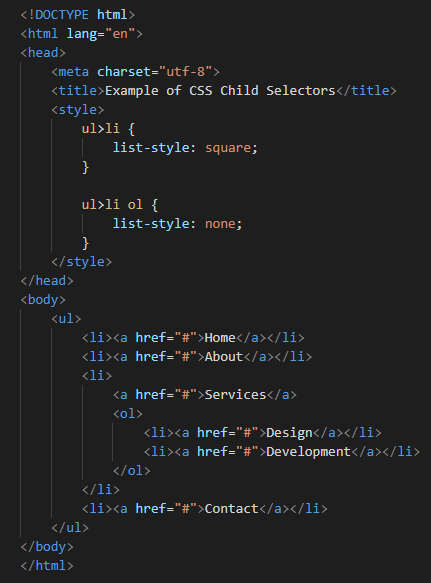 <!DOCTYPE html>
<html lang="en">
<head>
    <meta charset="utf-8">
    <title>Example of CSS Child Selectors</title>
    <style>
        ul>li {
            list-style: square;
        }

        ul>li ol {
            list-style: none;
        }
    </style>
</head>
<body>
    <ul>
        <li><a href="#">Home</a></li>
        <li><a href="#">About</a></li>
        <li>
            <a href="#">Services</a>
            <ol>
                <li><a href="#">Design</a></li>
                <li><a href="#">Development</a></li>
            </ol>
        </li>
        <li><a href="#">Contact</a></li>
    </ul>
</body>
</html>